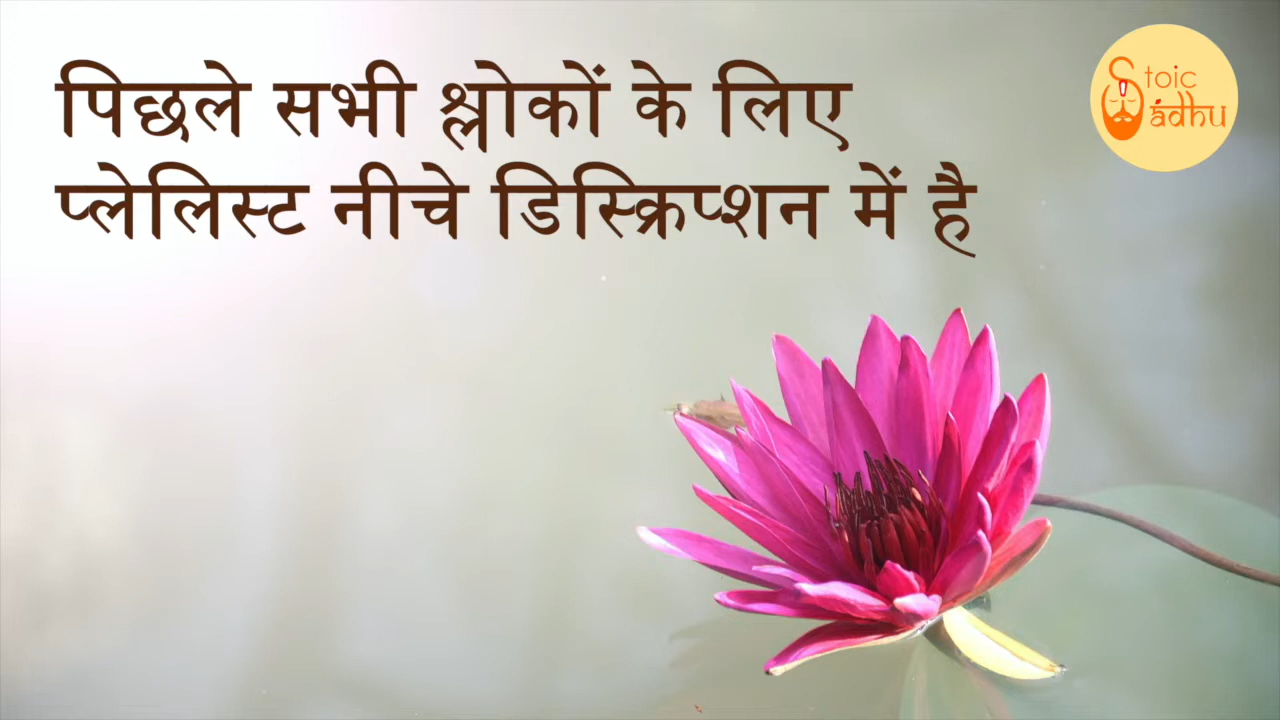 पिछले सभी श्लोकों के लिए
प्लेलिस्ट नीचे डिस्क्रिप्शन में है
Stoic
Sadhu